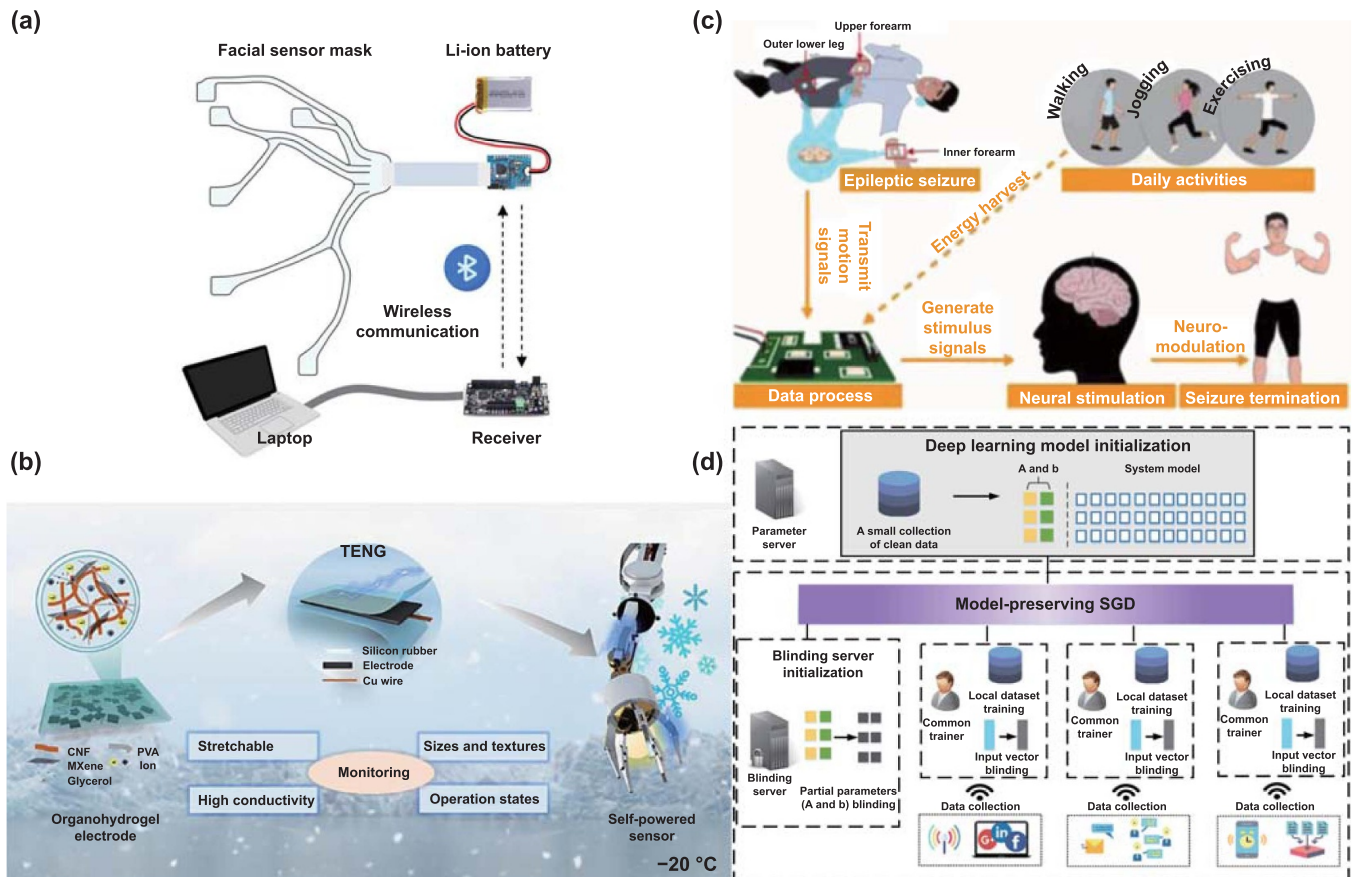 (a)
Facial sensor mask
Li-ion battery
Wireless
communication
Laptop
Receiver
(b)
TENG
Silicon rubber
Electrode
Cu wire
CNF
PVA
MXene
Ion
Glycerol
Organohydrogel
electrode
Stretchable
Sizes and textures
Monitoring
High conductivity
Operation states
Self-powered
sensor
−20 °C
(c)
Upper forearm
Outer lower leg
Inner forearm
Epileptic seizure
Walking
Jogging
Exercising
Daily activities
Energy harvest
Transmit
motion
signals
Generate
stimulus
signals
Neuro-
modulation
Data process
Neural stimulation
Seizure termination
(d)
Deep learning model initialization
A and b
System model
Parameter
server
A small collection
of clean data
Model-preserving SGD
Blinding server
initialization
Blinding
server
Partial parameters
(A and b) blinding
Local dataset
training
Common
trainer
Input vector
blinding
Data collection
G+
in
f
Local dataset
training
Common
trainer
Input vector
blinding
Data collection
Local dataset
training
Common
trainer
Input vector
blinding
Data collection